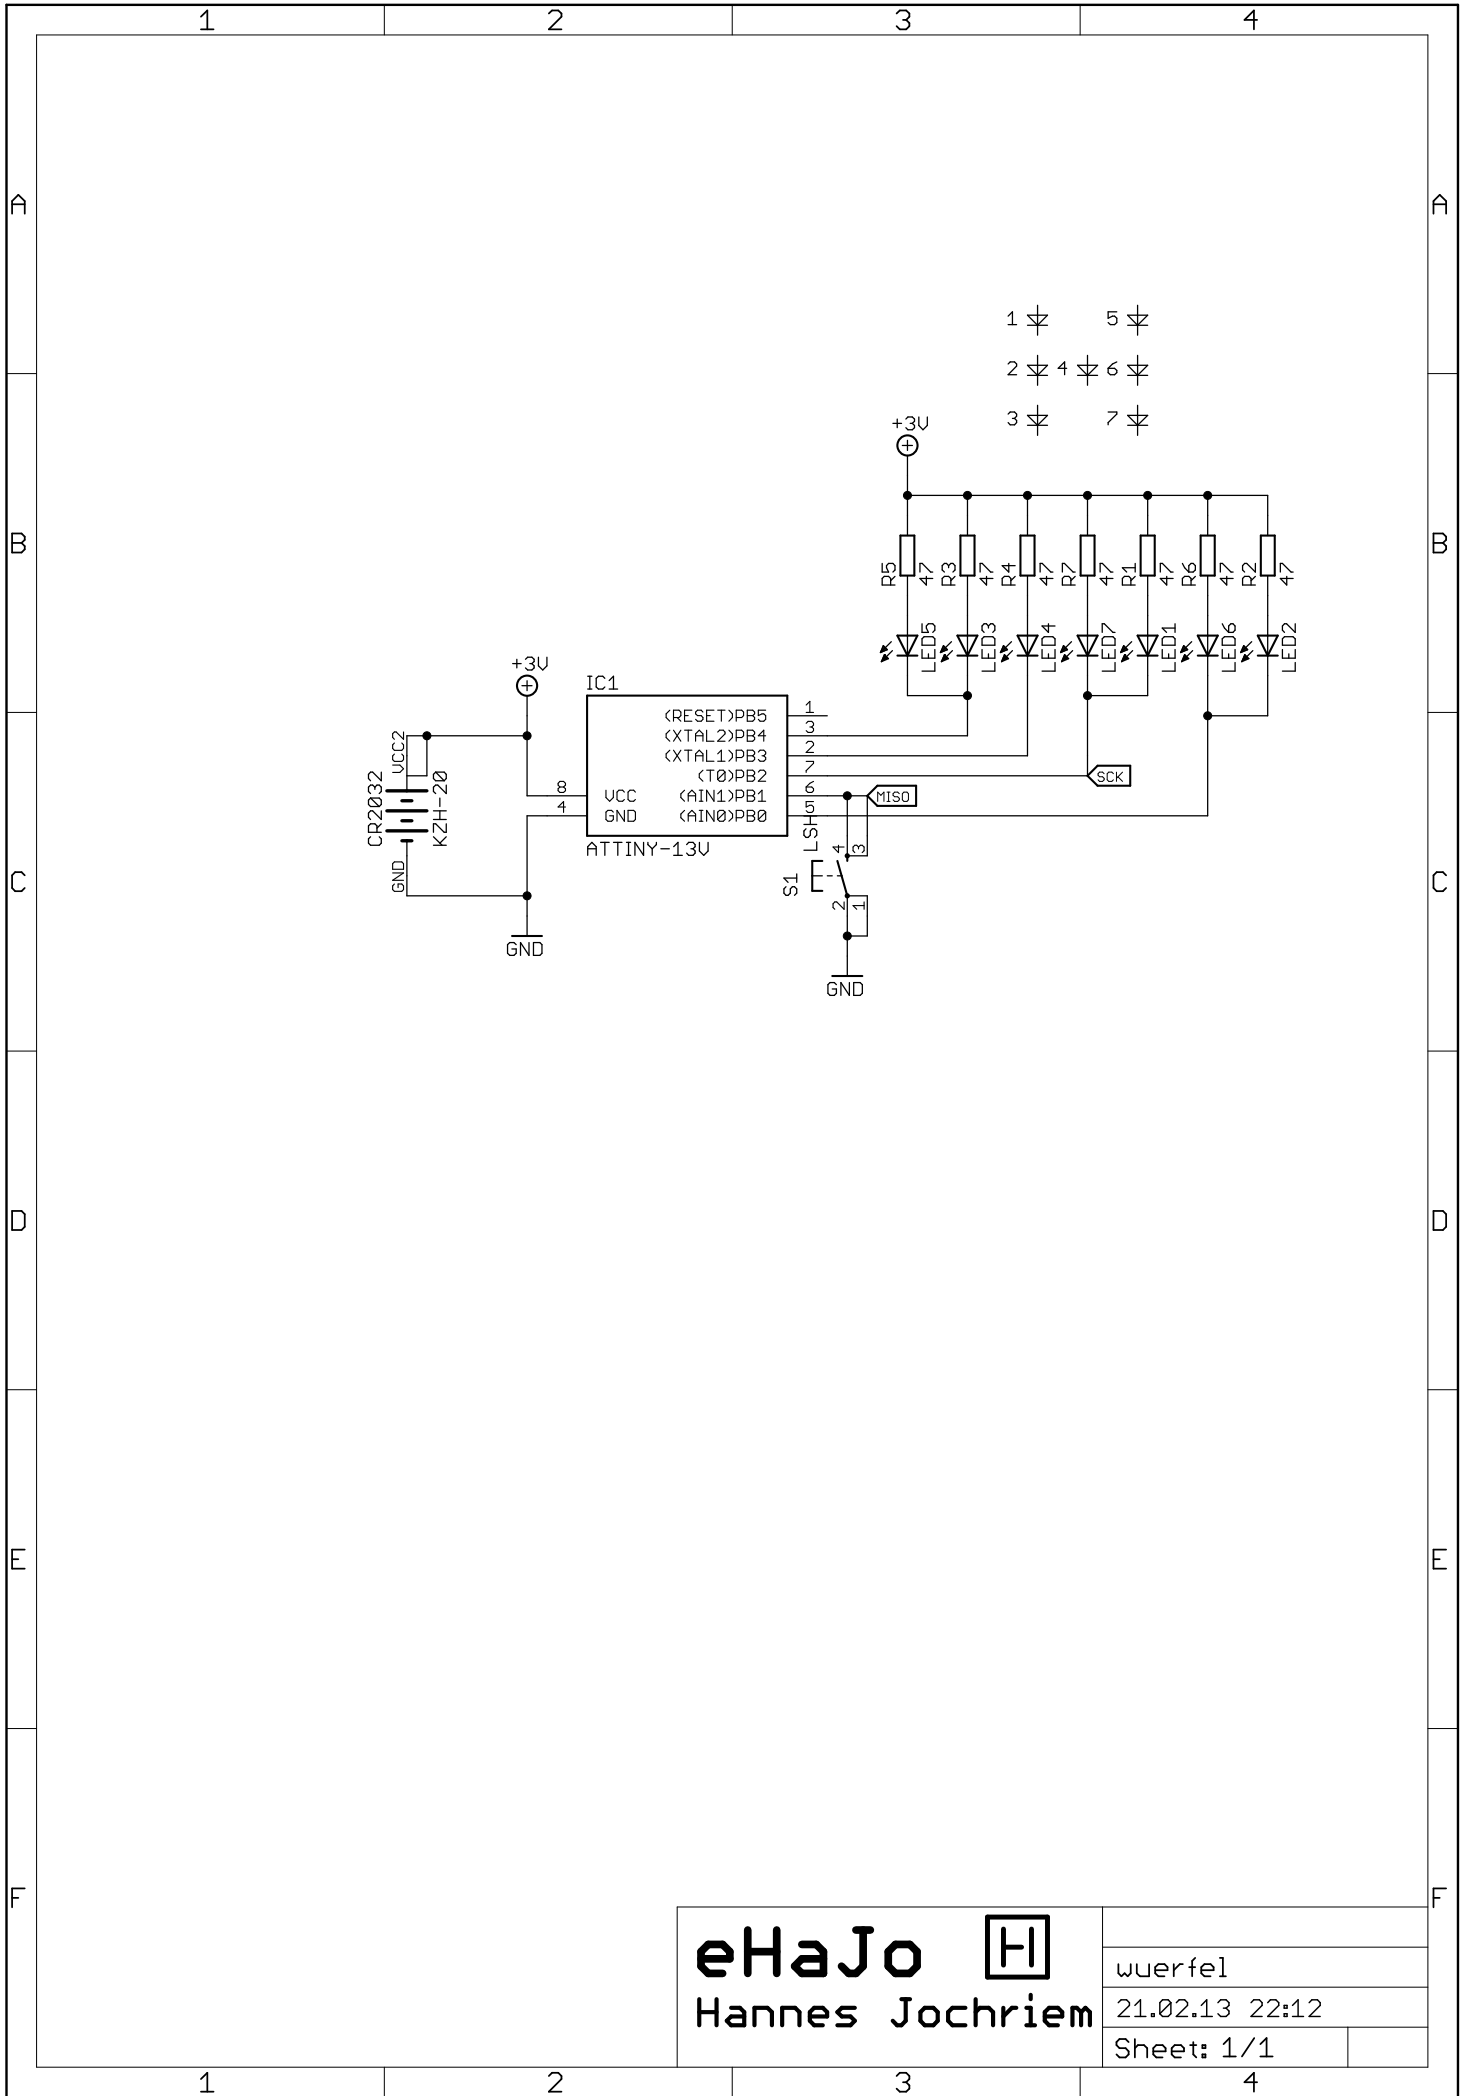 1 2 3 4
A A
1 5
2 4 6
3 7
+3V
B B
R5 47 R3 47 R4 47 R7 47 R1 47 R6 47 R2 47
LED5 LED3 LED4 LED7 LED1 LED6 LED2
+3V
IC1
(RESET)PB5 1
(XTAL2)PB4 3
(XTAL1)PB3 2
(T0)PB2 7
SCK
8 VCC (AIN1)PB1 6
MISO
4 GND (AIN0)PB0 5
ATTINY-13V
VCC2
CR2032
KZH-20
GND
LSH
4 3
S1
2 1
C C
GND
GND
D D
E E
F F
eHaJo H
Hannes Jochriem
wuerfel
21.02.13 22:12
Sheet: 1/1
1 2 3 4